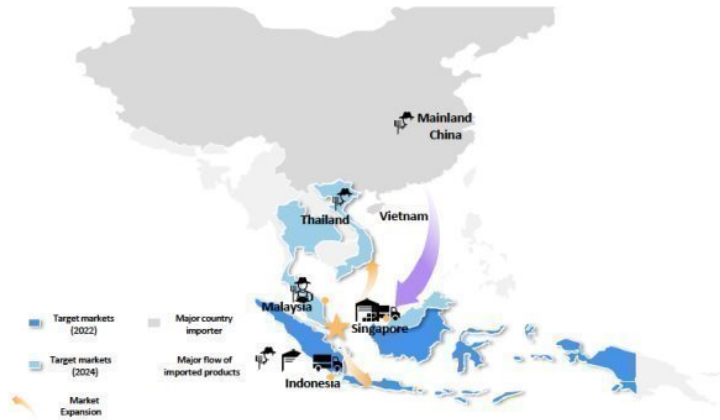 Mainland
China
Thailand
Vietnam
Malaysia
Singapore
Indonesia
Target markets
(2022)
Major country
importer
Target markets
(2024)
Major flow of
imported products
Market
Expansion